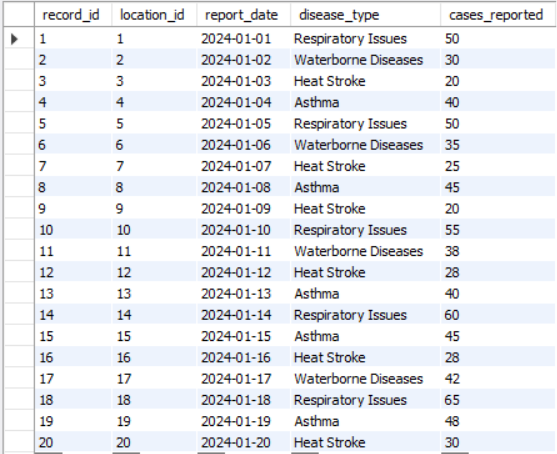 record_id location_id report_date disease_type cases_reported
1 1 2024-01-01 Respiratory Issues 50
2 2 2024-01-02 Waterborne Diseases 30
3 3 2024-01-03 Heat Stroke 20
4 4 2024-01-04 Asthma 40
5 5 2024-01-05 Respiratory Issues 50
6 6 2024-01-06 Waterborne Diseases 35
7 7 2024-01-07 Heat Stroke 25
8 8 2024-01-08 Asthma 45
9 9 2024-01-09 Heat Stroke 20
10 10 2024-01-10 Respiratory Issues 55
11 11 2024-01-11 Waterborne Diseases 38
12 12 2024-01-12 Heat Stroke 28
13 13 2024-01-13 Asthma 40
14 14 2024-01-14 Respiratory Issues 60
15 15 2024-01-15 Asthma 45
16 16 2024-01-16 Heat Stroke 28
17 17 2024-01-17 Waterborne Diseases 42
18 18 2024-01-18 Respiratory Issues 65
19 19 2024-01-19 Asthma 48
20 20 2024-01-20 Heat Stroke 30